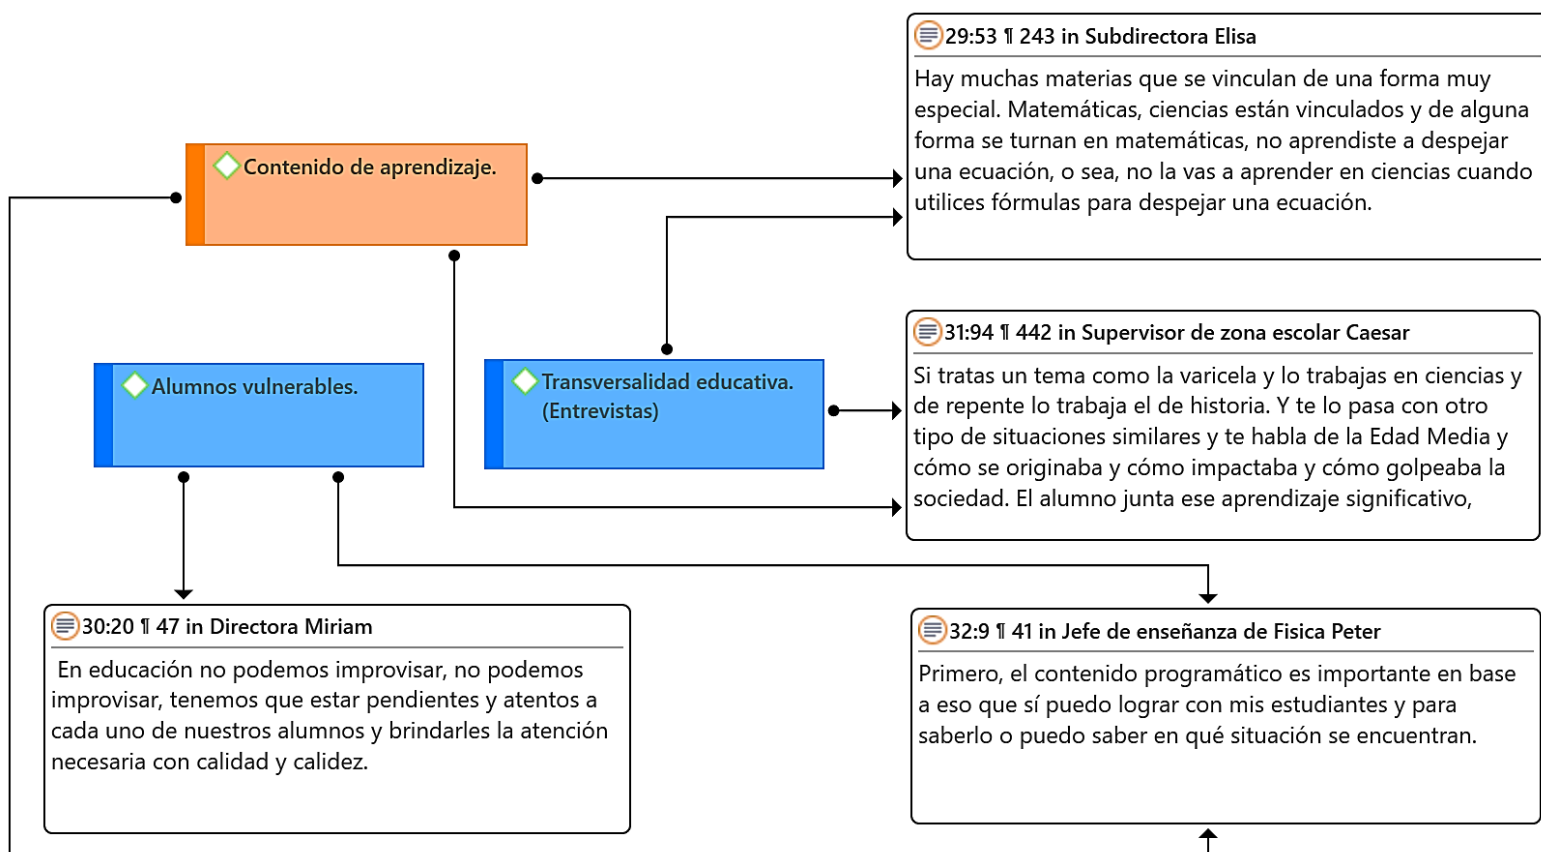 29:53 ¶ 243 in Subdirectora Elisa
Hay muchas materias que se vinculan de una forma muy
especial. Matemáticas, ciencias están vinculados y de alguna
forma se turnan en matemáticas, no aprendiste a despejar
una ecuación, o sea, no la vas a aprender en ciencias cuando
utilices fórmulas para despejar una ecuación.
Contenido de aprendizaje.
31:94 ¶ 442 in Supervisor de zona escolar Caesar
Si tratas un tema como la varicela y lo trabajas en ciencias y
de repente lo trabaja el de historia. Y te lo pasa con otro
tipo de situaciones similares y te habla de la Edad Media y
cómo se originaba y cómo impactaba y cómo golpeaba la
sociedad. El alumno junta ese aprendizaje significativo,
Alumnos vulnerables.
Transversalidad educativa.
(Entrevistas)
30:20 ¶ 47 in Directora Miriam
En educación no podemos improvisar, no podemos
improvisar, tenemos que estar pendientes y atentos a
cada uno de nuestros alumnos y brindarles la atención
necesaria con calidad y calidez.
32:9 ¶ 41 in Jefe de enseñanza de Fisica Peter
Primero, el contenido programático es importante en base
a eso que sí puedo lograr con mis estudiantes y para
saberlo o puedo saber en qué situación se encuentran.